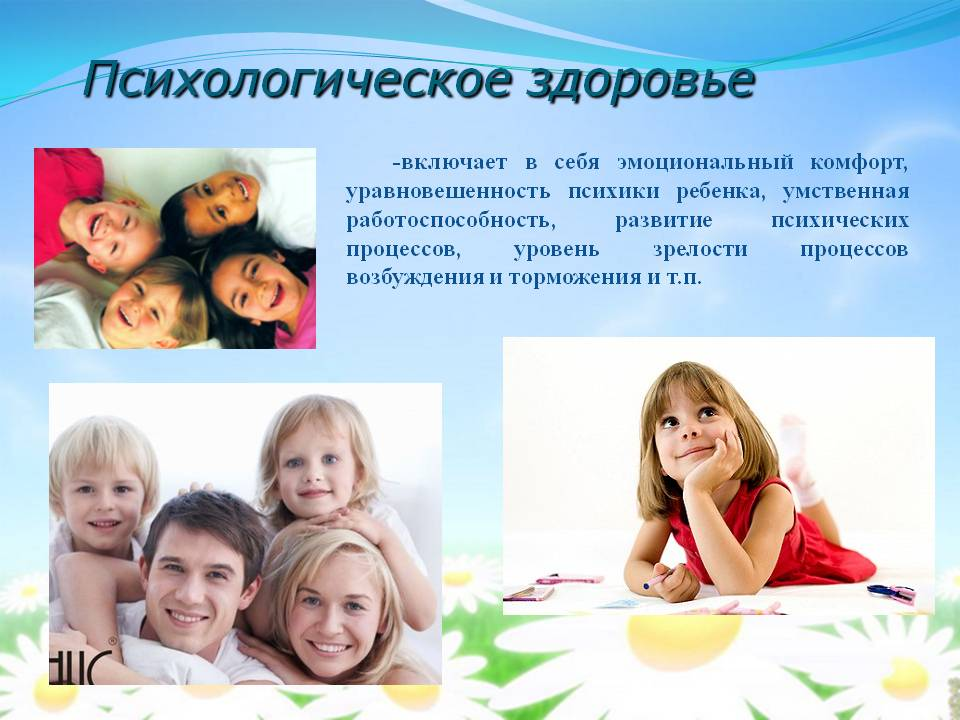 Психологическое здоровье
-включает в себя эмоциональный комфорт,
уравновешенность психики ребенка, умственная
работоспособность, развитие психических
процессов, уровень зрелости процессов
возбуждения и торможения и т.п.